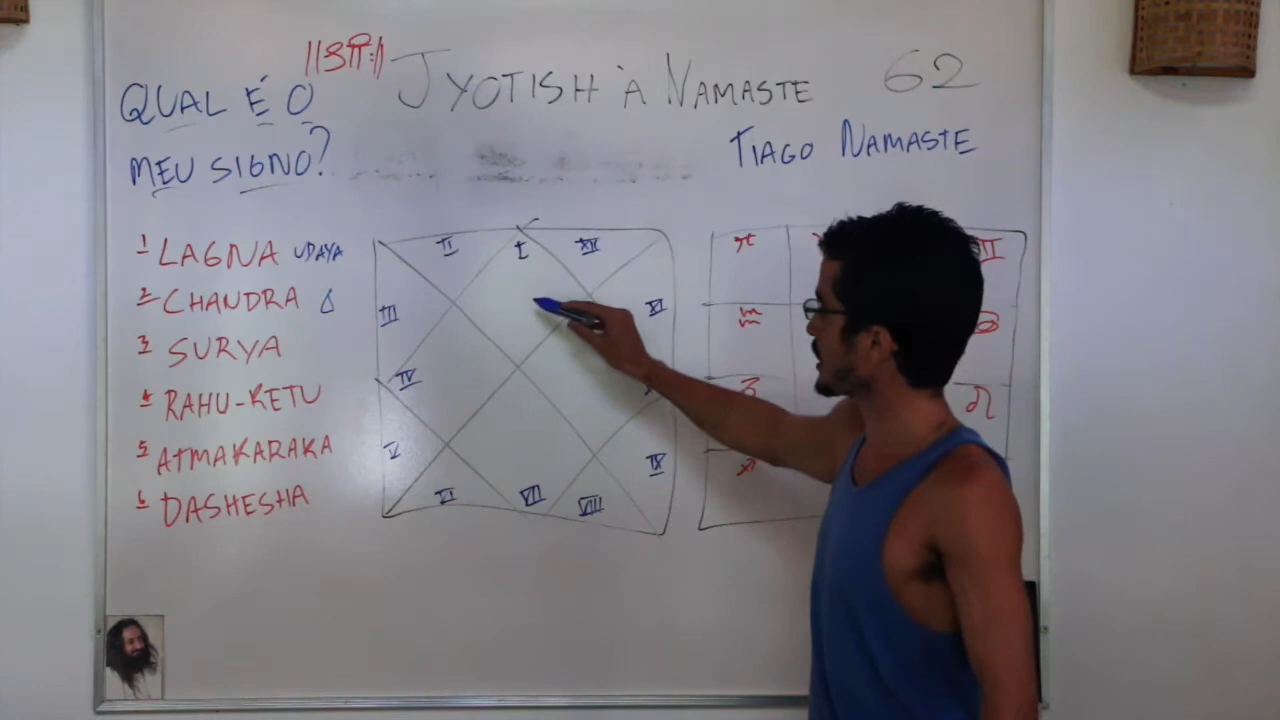 JYOTISH À NAMASTE 62
QUAL É O
MEU SIGNO?
TIAGO NAMASTE
1 LAGNA UDAYA
2 CHANDRA
3 SURYA
4 RAHU-KETU
5 ATMAKARAKA
6 DASHESHA
II I XII
III XI
IV
V IX
VI VII VIII